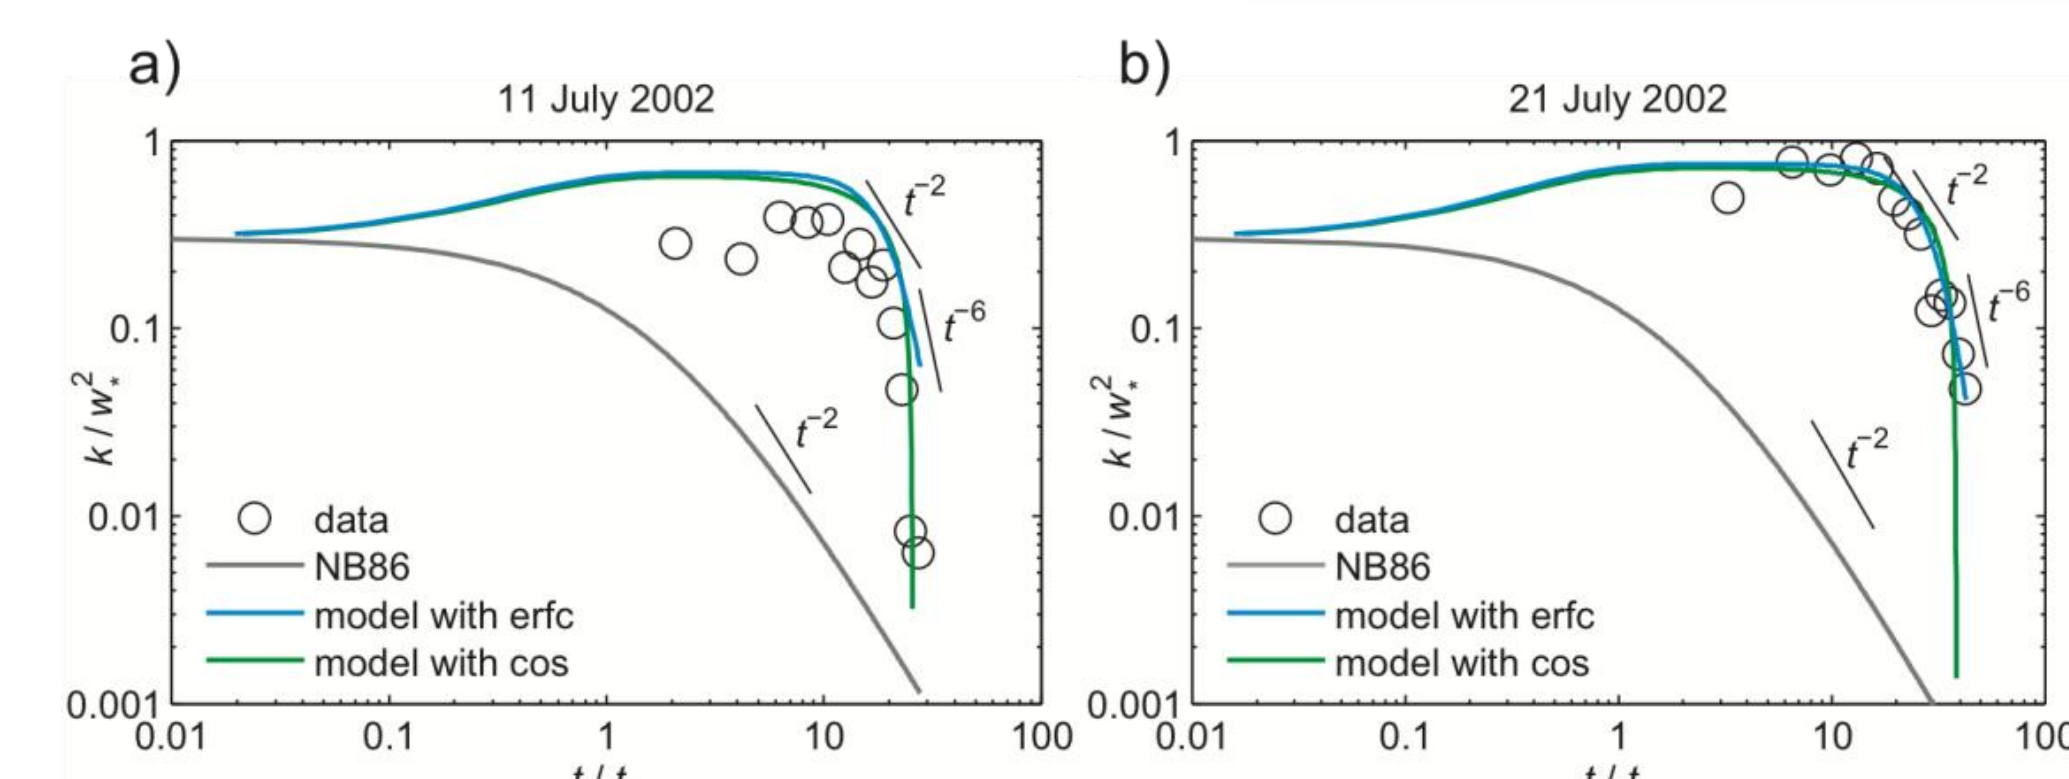 a)
11 July 2002
1
0.1
0.01
0.001
k / w*^2
t^−2
t^−6
t^−2
data
NB86
model with erfc
model with cos
0.01 0.1 1 10 100
b)
21 July 2002
1
0.1
0.01
0.001
k / w*^2
t^−2
t^−6
t^−2
data
NB86
model with erfc
model with cos
0.01 0.1 1 10